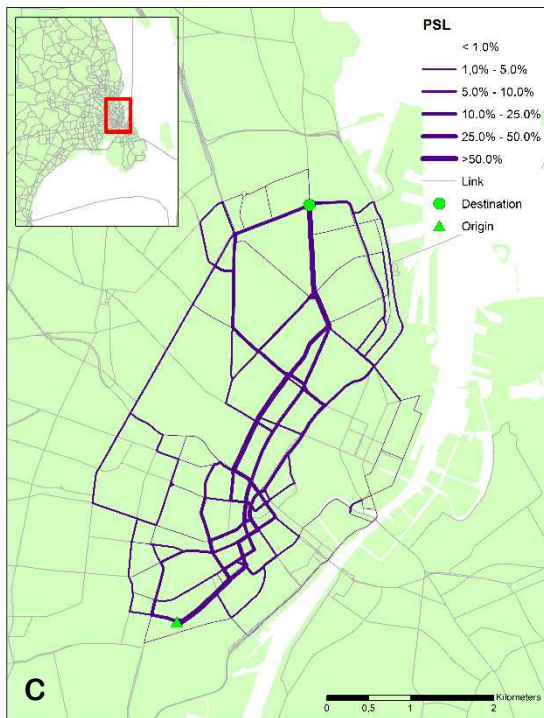 PSL
< 1.0%
1,0% - 5.0%
5.0% - 10.0%
10.0% - 25.0%
25.0% - 50.0%
>50.0%
Link
Destination
Origin
C
Kilometers
0 0,5 1 2